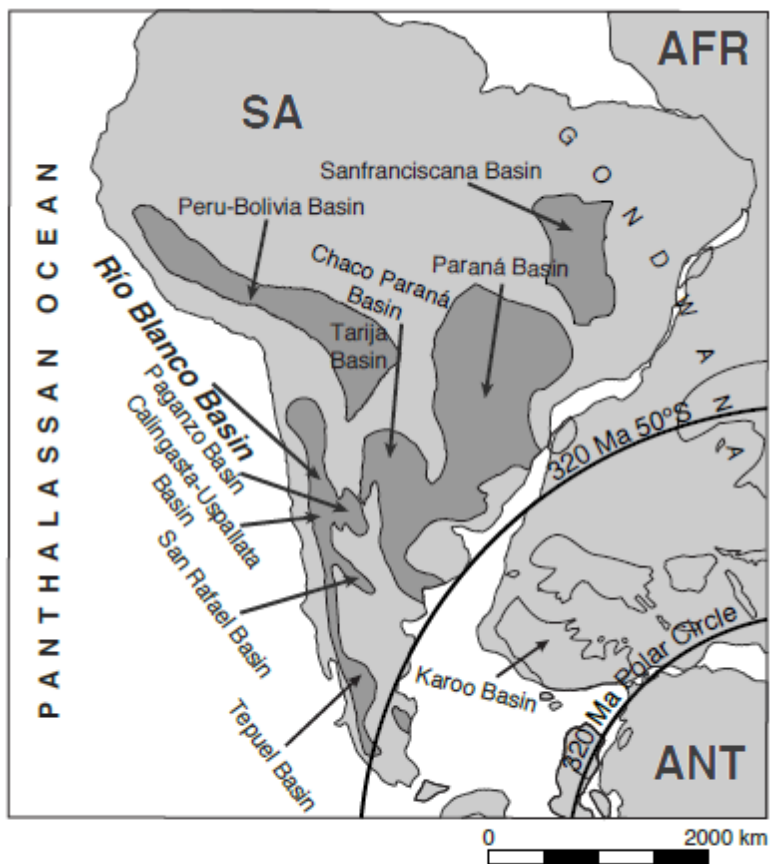 AFR
SA
GONDWANA
Sanfranciscana Basin
Peru-Bolivia Basin
Chaco Paraná
Basin
Paraná Basin
Tarija
Basin
PANTHALASSAN OCEAN
Río Blanco Basin
Paganzo Basin
Calingasta-Uspallata
Basin
San Rafael Basin
Tepuel Basin
320 Ma 50°S
Karoo Basin
320 Ma Polar Circle
ANT
0 2000 km